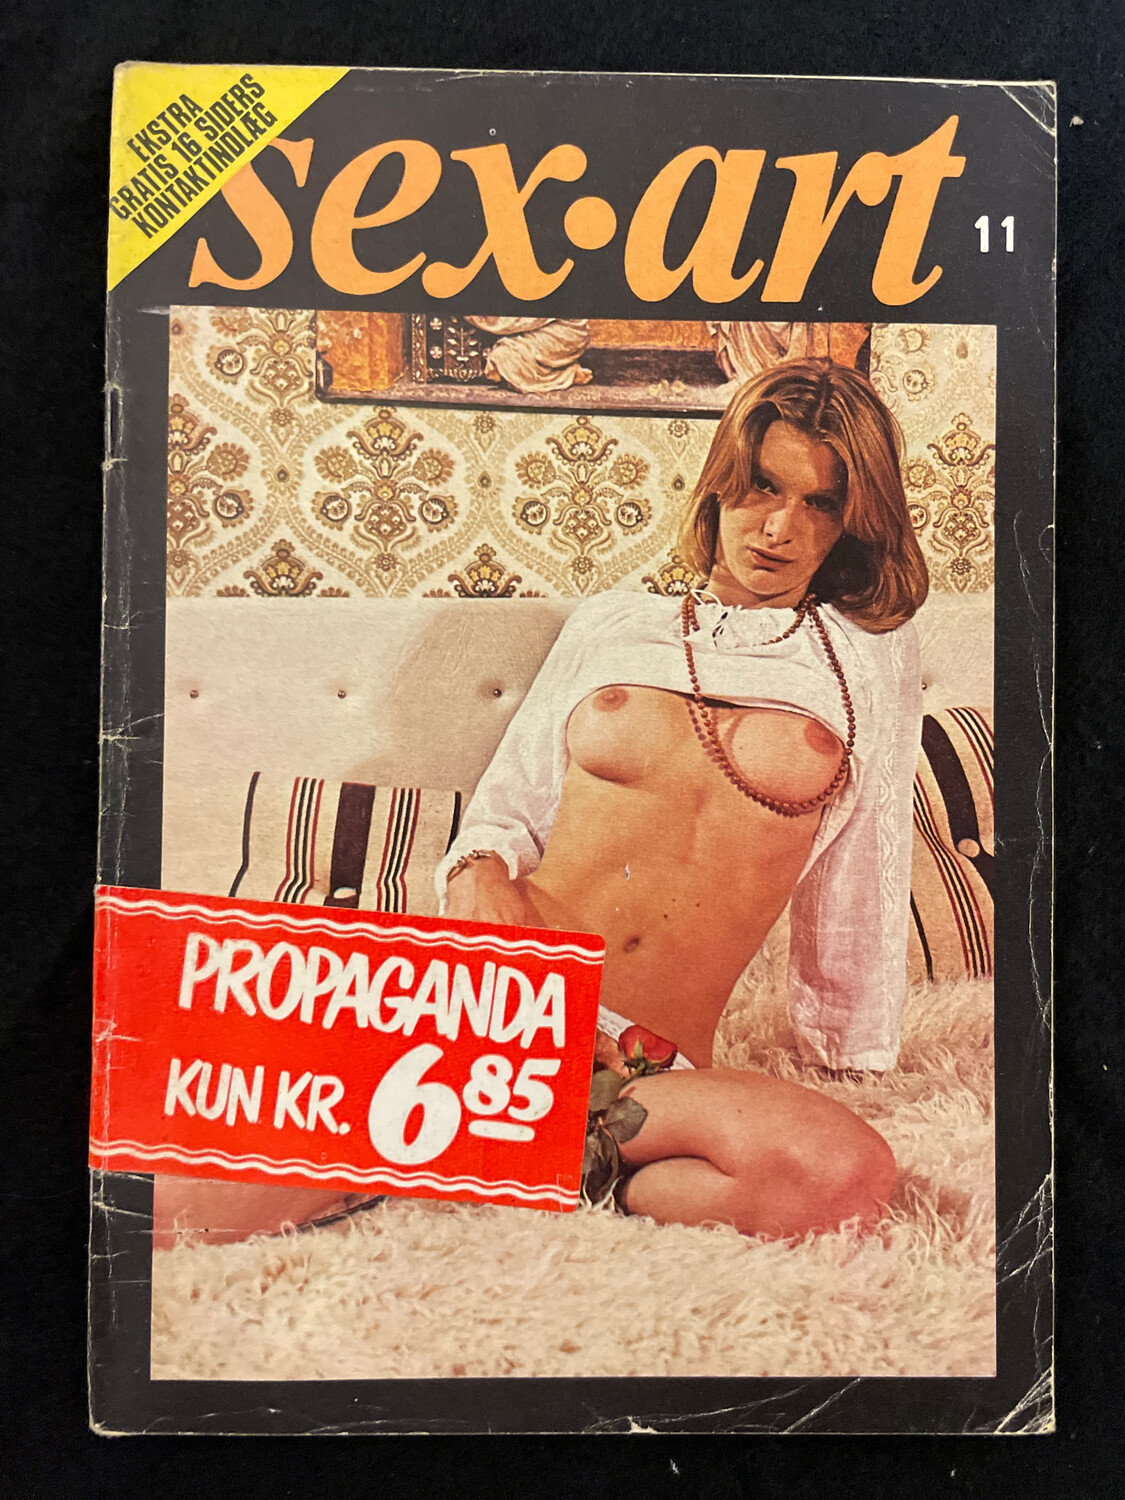 EKSTRA
GRATIS 16 SIDERS
KONTAKTINDLÆG
sex·art
11
PROPAGANDA
KUN KR. 6 85